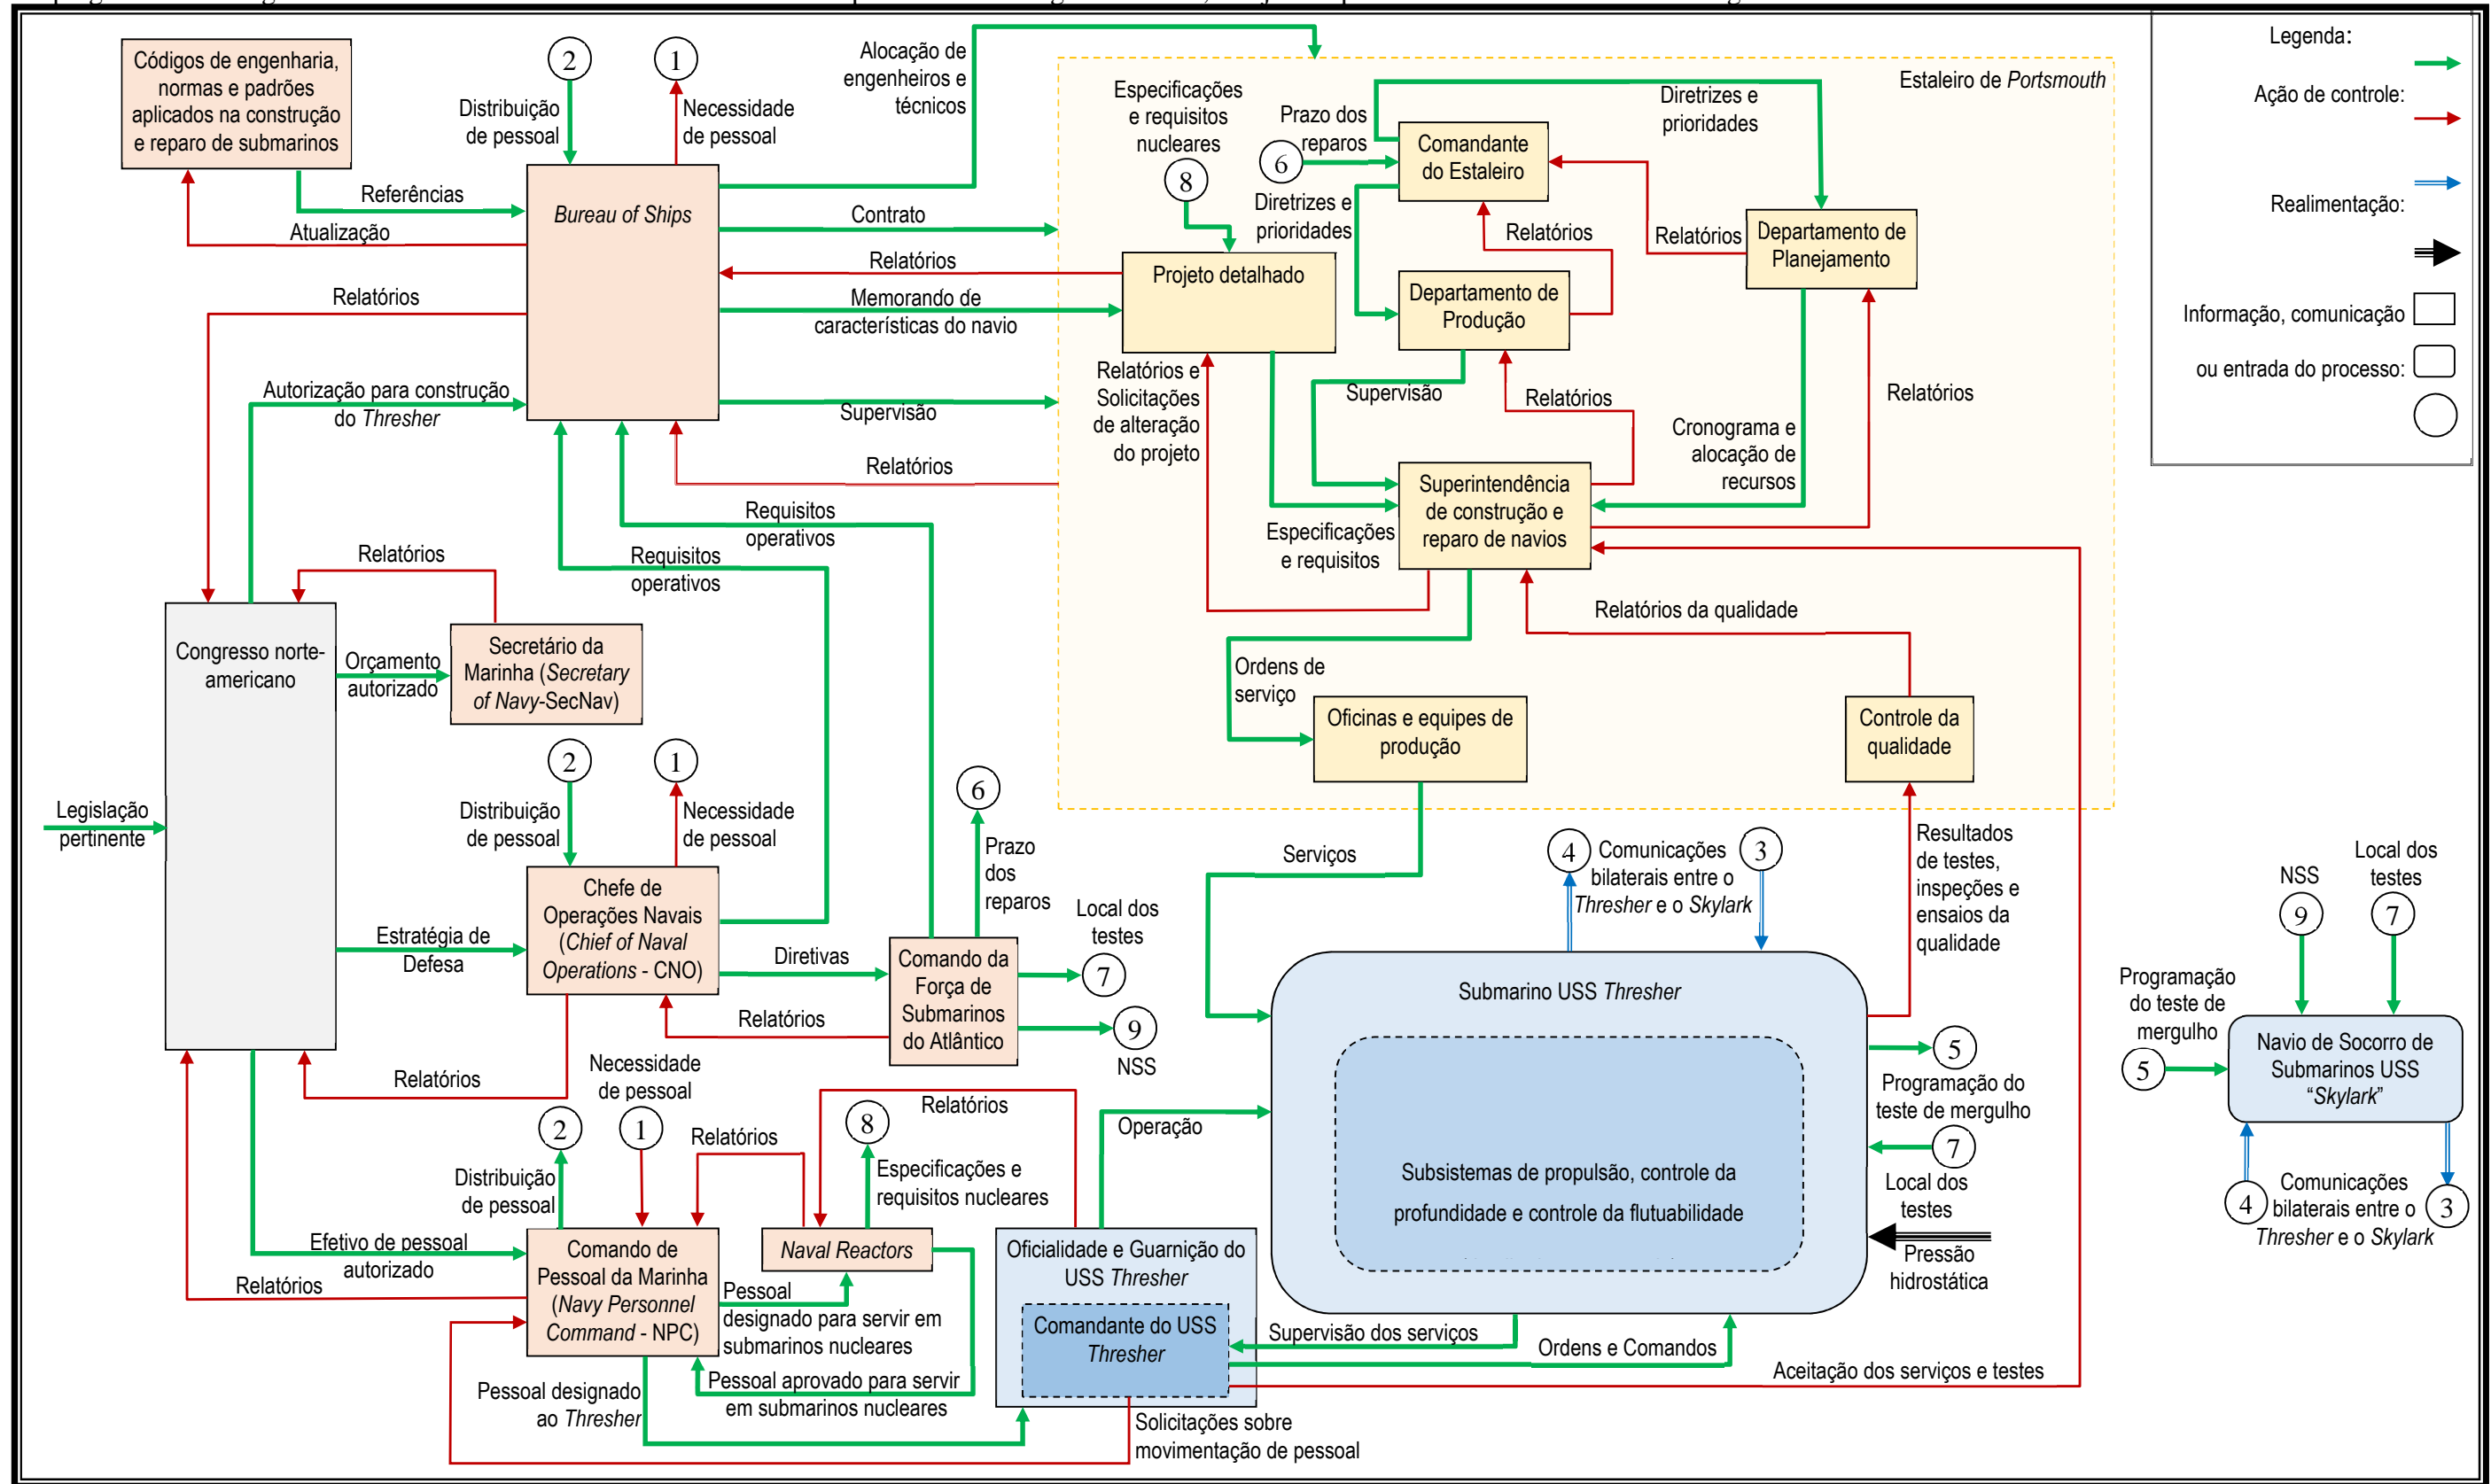 Códigos de engenharia,
normas e padrões
aplicados na construção
e reparo de submarinos
2
Distribuição
de pessoal
1
Necessidade
de pessoal
Alocação de
engenheiros e
técnicos
Referências
Atualização
Bureau of Ships
Contrato
Relatórios
Memorando de
características do navio
Supervisão
Relatórios
Relatórios
Autorização para construção
do Thresher
Requisitos
operativos
Requisitos
operativos
Estaleiro de Portsmouth
Especificações
e requisitos
nucleares
8
Prazo dos
reparos
6
Diretrizes e
prioridades
Comandante
do Estaleiro
Diretrizes e
prioridades
Relatórios
Relatórios
Departamento de
Planejamento
Projeto detalhado
Departamento de
Produção
Relatórios e
Solicitações
de alteração
do projeto
Supervisão
Relatórios
Relatórios
Cronograma e
alocação de
recursos
Superintendência
de construção e
reparo de navios
Especificações
e requisitos
Relatórios da qualidade
Ordens de
serviço
Oficinas e equipes de
produção
Controle da
qualidade
Legenda:
Ação de controle:
Realimentação:
Informação, comunicação
ou entrada do processo:
Relatórios
Congresso norte-
americano
Orçamento
autorizado
Secretário da
Marinha (Secretary
of Navy-SecNav)
Legislação
pertinente
2
Distribuição
de pessoal
1
Necessidade
de pessoal
Chefe de
Operações Navais
(Chief of Naval
Operations - CNO)
Estratégia de
Defesa
Diretivas
Relatórios
Relatórios
6
Prazo
dos
reparos
Comando da
Força de
Submarinos
do Atlântico
Local dos
testes
7
9
NSS
Serviços
4
Comunicações
bilaterais entre o
Thresher e o Skylark
3
Resultados
de testes,
inspeções e
ensaios da
qualidade
Submarino USS Thresher
Subsistemas de propulsão, controle da
profundidade e controle da flutuabilidade
5
Programação do
teste de mergulho
7
Local dos
testes
Pressão
hidrostática
NSS
9
Local dos
testes
7
Programação
do teste de
mergulho
5
Navio de Socorro de
Submarinos USS
“Skylark”
4
Comunicações
bilaterais entre o
Thresher e o Skylark
3
Necessidade
de pessoal
2
1
Distribuição
de pessoal
Relatórios
8
Especificações e
requisitos nucleares
Relatórios
Operação
Efetivo de pessoal
autorizado
Relatórios
Comando de
Pessoal da Marinha
(Navy Personnel
Command - NPC)
Naval Reactors
Pessoal
designado para servir em
submarinos nucleares
Pessoal aprovado para servir
em submarinos nucleares
Pessoal designado
ao Thresher
Oficialidade e Guarnição do
USS Thresher
Comandante do USS
Thresher
Supervisão dos serviços
Ordens e Comandos
Aceitação dos serviços e testes
Solicitações sobre
movimentação de pessoal